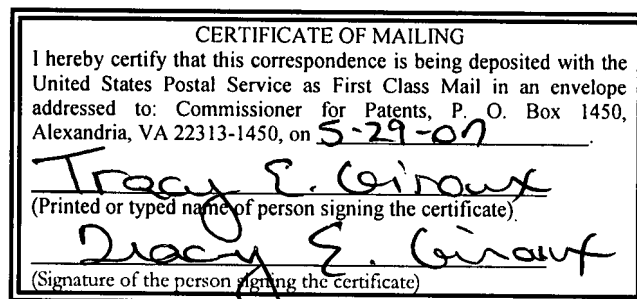 CERTIFICATE OF MAILING
I hereby certify that this correspondence is being deposited with the
United States Postal Service as First Class Mail in an envelope
addressed to: Commissioner for Patents, P. O. Box 1450,
Alexandria, VA 22313-1450, on 5-29-07.
Tracy E. Giroux
(Printed or typed name of person signing the certificate)
Tracy E. Giroux
(Signature of the person signing the certificate)